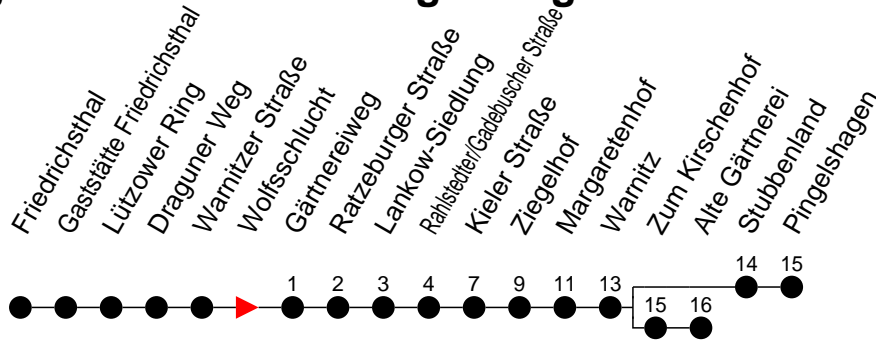 Friedrichsthal
Gaststätte Friedrichsthal
Lützower Ring
Draguner Weg
Warnitzer Straße
Wolfsschlucht
Gärtnereiweg
Ratzeburger Straße
Lankow-Siedlung
Rahlstedter/Gadebuscher Straße
Kieler Straße
Ziegelhof
Margaretenhof
Warnitz
Zum Kirschenhof
Alte Gärtnerei
Stubbenland
Pingelshagen
1 2 3 4 7 9 11 13 14 15
15 16